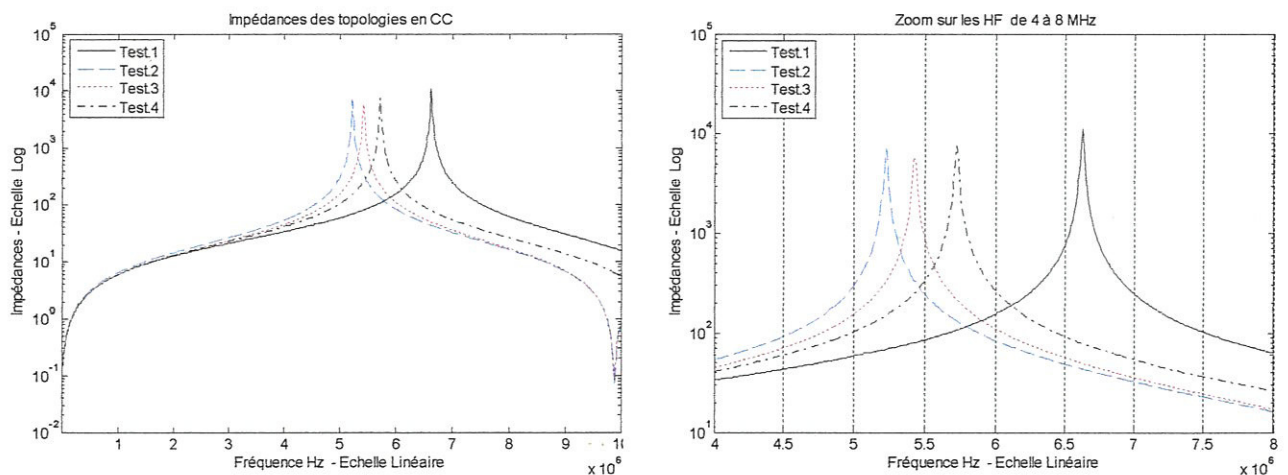 Impédances des topologies en CC
10^5
10^4
10^3
10^2
10^1
10^0
10^-1
10^-2
Impédances - Echelle Log
Test.1
Test.2
Test.3
Test.4
1 2 3 4 5 6 7 8 9 10
Fréquence Hz - Echelle Linéaire
x 10^6
Zoom sur les HF de 4 à 8 MHz
10^5
10^4
10^3
10^2
10^1
Impédances - Echelle Log
Test.1
Test.2
Test.3
Test.4
4 4.5 5 5.5 6 6.5 7 7.5 8
Fréquence Hz - Echelle Linéaire
x 10^6